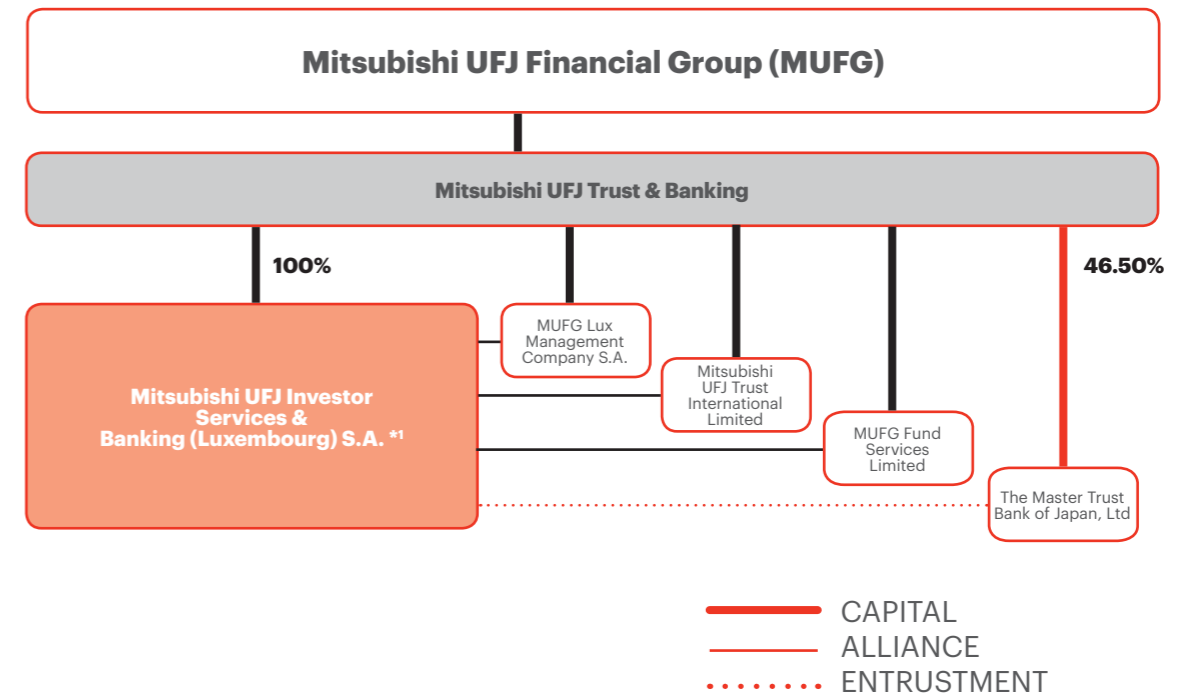 Mitsubishi UFJ Financial Group (MUFG)
Mitsubishi UFJ Trust & Banking
100%
46.50%
Mitsubishi UFJ Investor
Services &
Banking (Luxembourg) S.A. *1
MUFG Lux
Management
Company S.A.
Mitsubishi
UFJ Trust
International
Limited
MUFG Fund
Services
Limited
The Master Trust
Bank of Japan, Ltd
CAPITAL
ALLIANCE
ENTRUSTMENT